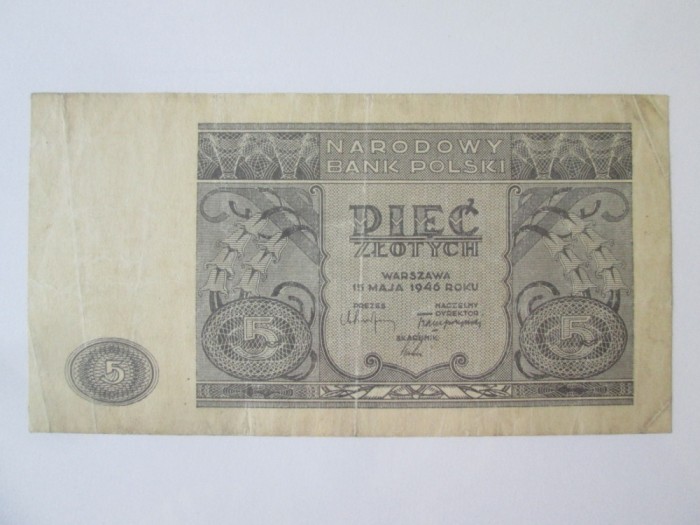 NARODOWY
BANK POLSKI
PIĘĆ
ZŁOTYCH
WARSZAWA
15 MAJA 1946 ROKU
PREZES NACZELNY
DYREKTOR
SKARBNIK
5 5
5